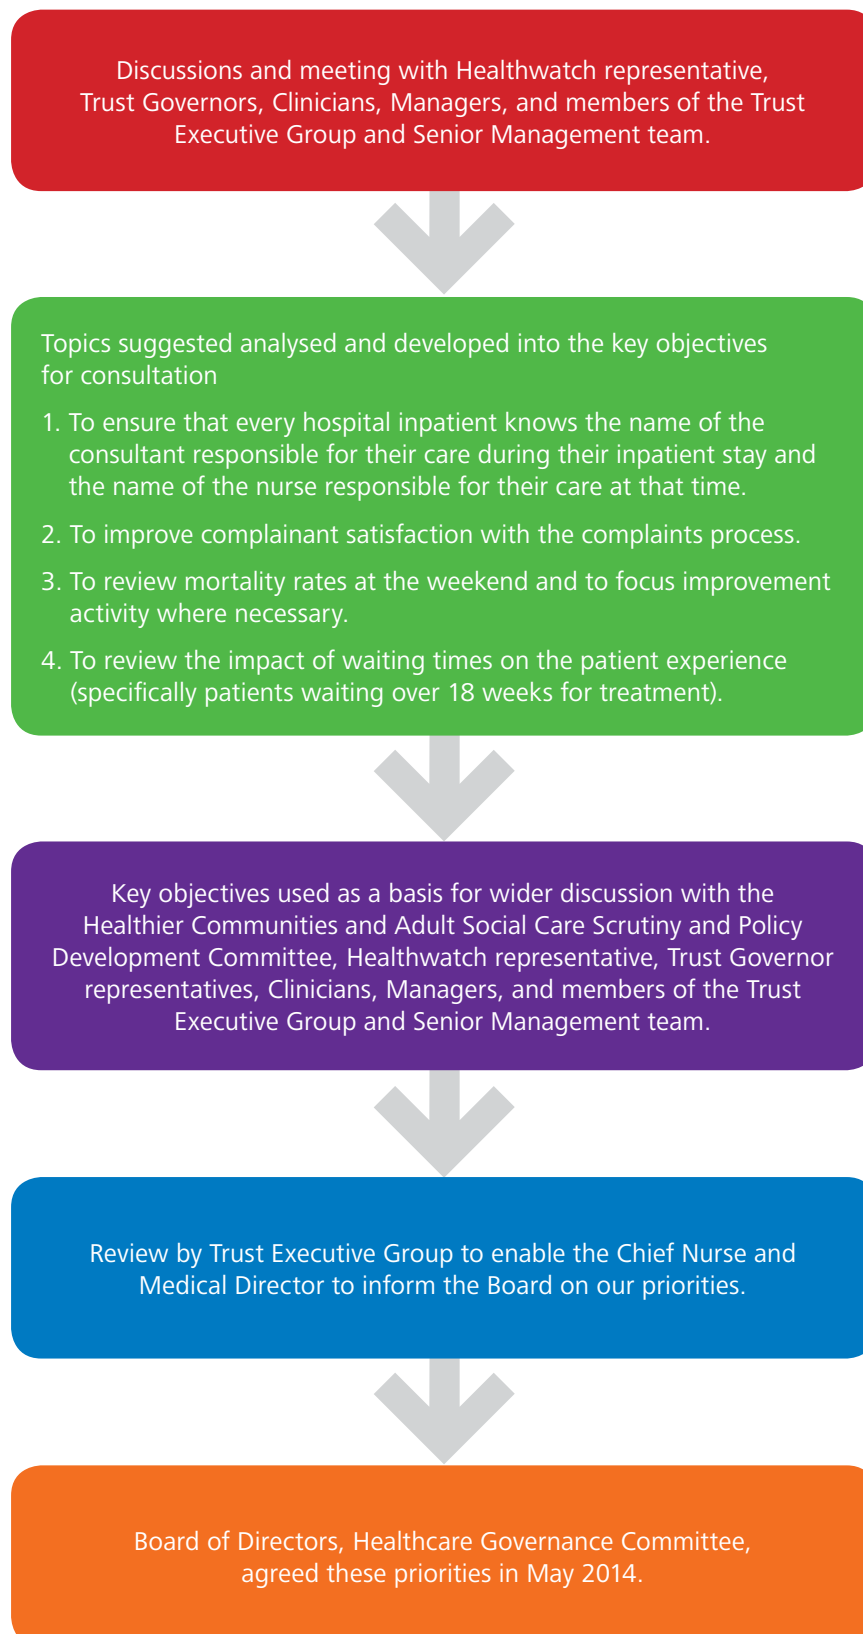 Discussions and meeting with Healthwatch representative,
Trust Governors, Clinicians, Managers, and members of the Trust
Executive Group and Senior Management team.
Topics suggested analysed and developed into the key objectives
for consultation
1. To ensure that every hospital inpatient knows the name of the
consultant responsible for their care during their inpatient stay and
the name of the nurse responsible for their care at that time.
2. To improve complainant satisfaction with the complaints process.
3. To review mortality rates at the weekend and to focus improvement
activity where necessary.
4. To review the impact of waiting times on the patient experience
(specifically patients waiting over 18 weeks for treatment).
Key objectives used as a basis for wider discussion with the
Healthier Communities and Adult Social Care Scrutiny and Policy
Development Committee, Healthwatch representative, Trust Governor
representatives, Clinicians, Managers, and members of the Trust
Executive Group and Senior Management team.
Review by Trust Executive Group to enable the Chief Nurse and
Medical Director to inform the Board on our priorities.
Board of Directors, Healthcare Governance Committee,
agreed these priorities in May 2014.